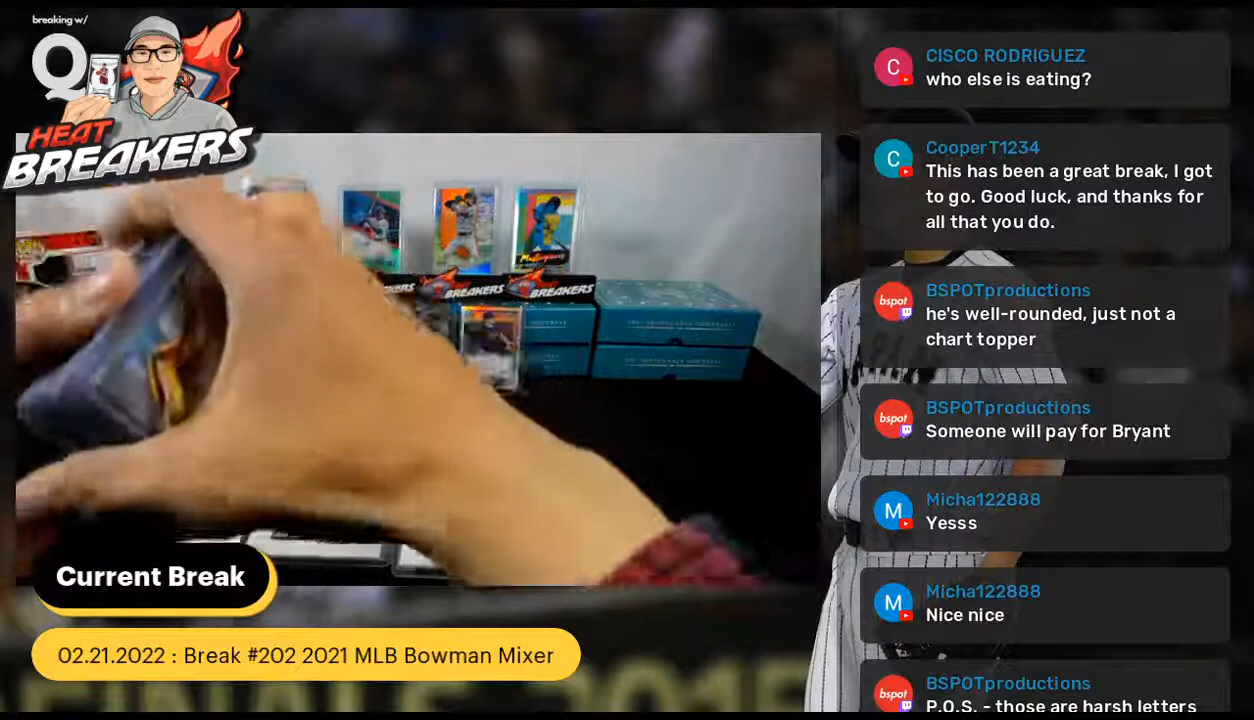 breaking w/
Q
HEAT
BREAKERS
C
CISCO RODRIGUEZ
who else is eating?
C
CooperT1234
This has been a great break, I got
to go. Good luck, and thanks for
all that you do.
bspot
BSPOTproductions
he's well-rounded, just not a
chart topper
bspot
BSPOTproductions
Someone will pay for Bryant
M
Micha122888
Yesss
M
Micha122888
Nice nice
bspot
BSPOTproductions
P.O.S. - those are harsh letters
BREAKERS
BREAKERS
Current Break
02.21.2022 : Break #202 2021 MLB Bowman Mixer